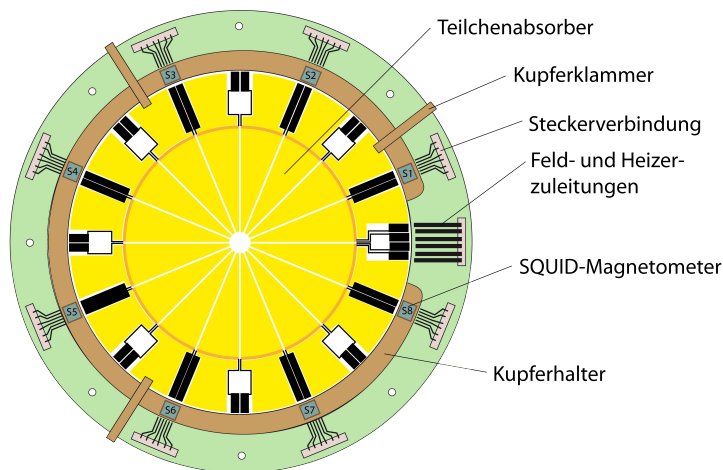 Teilchenabsorber
Kupferklammer
Steckerverbindung
Feld- und Heizer-
zuleitungen
SQUID-Magnetometer
Kupferhalter
S3
S2
S4
S1
S5
S8
S6
S7